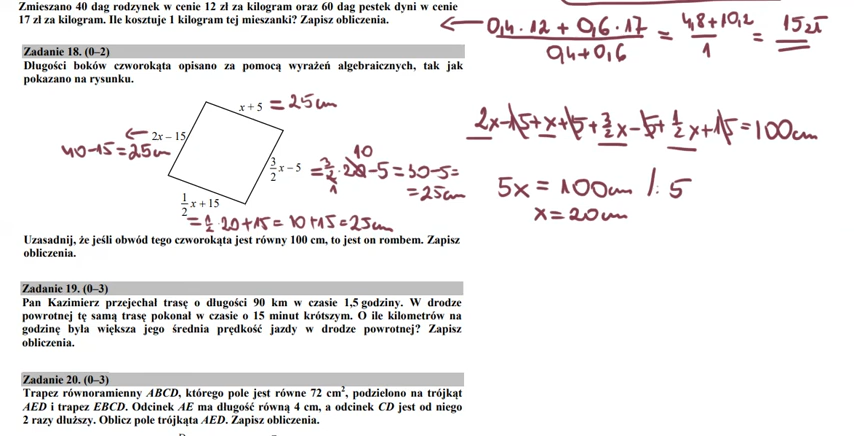 Zmieszano 40 dag rodzynek w cenie 12 zl za kilogram oraz 60 dag pestek dyni w cenie
17 zl za kilogram. Ile kosztuje 1 kilogram tej mieszanki? Zapisz obliczenia.
← (0,4 · 12 + 0,6 · 17) / (0,4 + 0,6) = (4,8 + 10,2) / 1 = 15 zł
Zadanie 18. (0–2)
Długości boków czworokąta opisano za pomocą wyrażeń algebraicznych, tak jak
pokazano na rysunku.
x + 5 = 25cm
← 2x – 15
40-15=25cm
3/2 x – 5 = 3/2 · 20 - 5 = 30 - 5 =
10
1
= 25cm
1/2 x + 15
= 1/2 · 20 + 15 = 10 + 15 = 25cm
2x - 15 + x + 5 + 3/2 x - 5 + 1/2 x + 15 = 100cm
5x = 100cm /: 5
x = 20cm
Uzasadnij, że jeśli obwód tego czworokąta jest równy 100 cm, to jest on rombem. Zapisz
obliczenia.
Zadanie 19. (0–3)
Pan Kazimierz przejechał trasę o długości 90 km w czasie 1,5 godziny. W drodze
powrotnej tę samą trasę pokonał w czasie o 15 minut krótszym. O ile kilometrów na
godzinę była większa jego średnia prędkość jazdy w drodze powrotnej? Zapisz
obliczenia.
Zadanie 20. (0–3)
Trapez równoramienny ABCD, którego pole jest równe 72 cm², podzielono na trójkąt
AED i trapez EBCD. Odcinek AE ma długość równą 4 cm, a odcinek CD jest od niego
2 razy dłuższy. Oblicz pole trójkąta AED. Zapisz obliczenia.